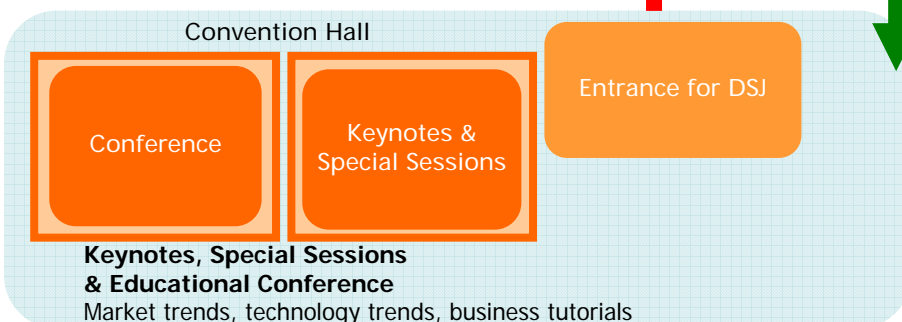 Convention Hall
Entrance for DSJ
Conference
Keynotes &
Special Sessions
Keynotes, Special Sessions
& Educational Conference
Market trends, technology trends, business tutorials